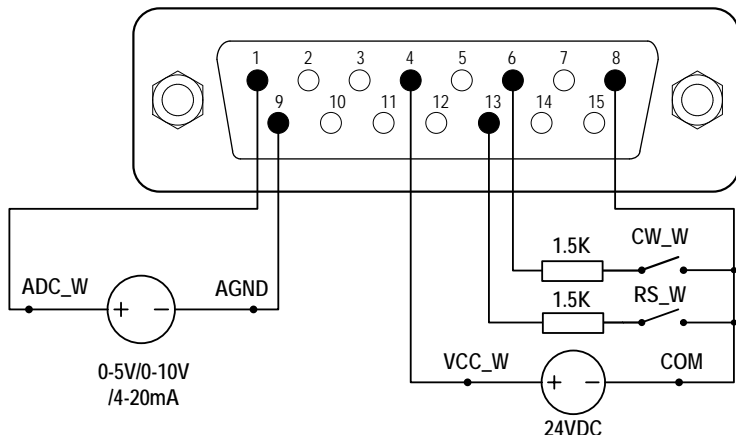 1 2 3 4 5 6 7 8
9 10 11 12 13 14 15
1.5K CW_W
ADC_W AGND 1.5K RS_W
+ −
0-5V/0-10V
/4-20mA
VCC_W COM
+ −
24VDC